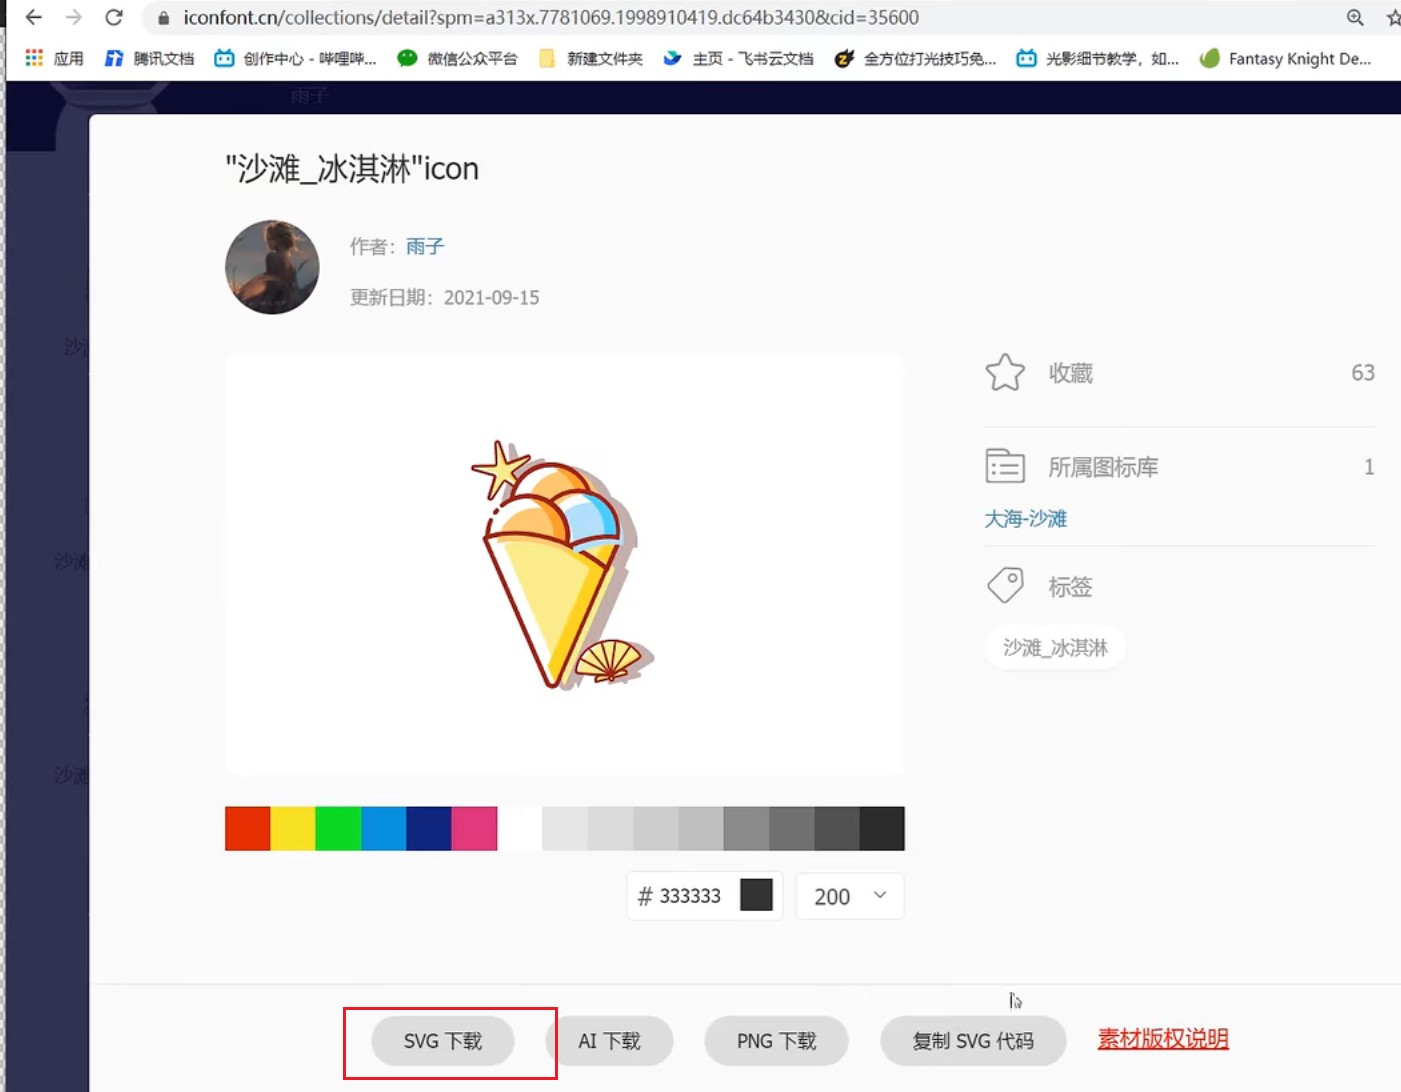 iconfont.cn/collections/detail?spm=a313x.7781069.1998910419.dc64b3430&cid=35600
应用 腾讯文档 创作中心 - 哔哩哔... 微信公众平台 新建文件夹 主页 - 飞书云文档 全方位打光技巧免... 光影细节教学，如... Fantasy Knight De...
雨子
"沙滩_冰淇淋"icon
作者：雨子
更新日期：2021-09-15
收藏 63
所属图标库 1
大海-沙滩
标签
沙滩_冰淇淋
沙滩
沙滩
# 333333 200
SVG 下载 AI 下载 PNG 下载 复制 SVG 代码 素材版权说明